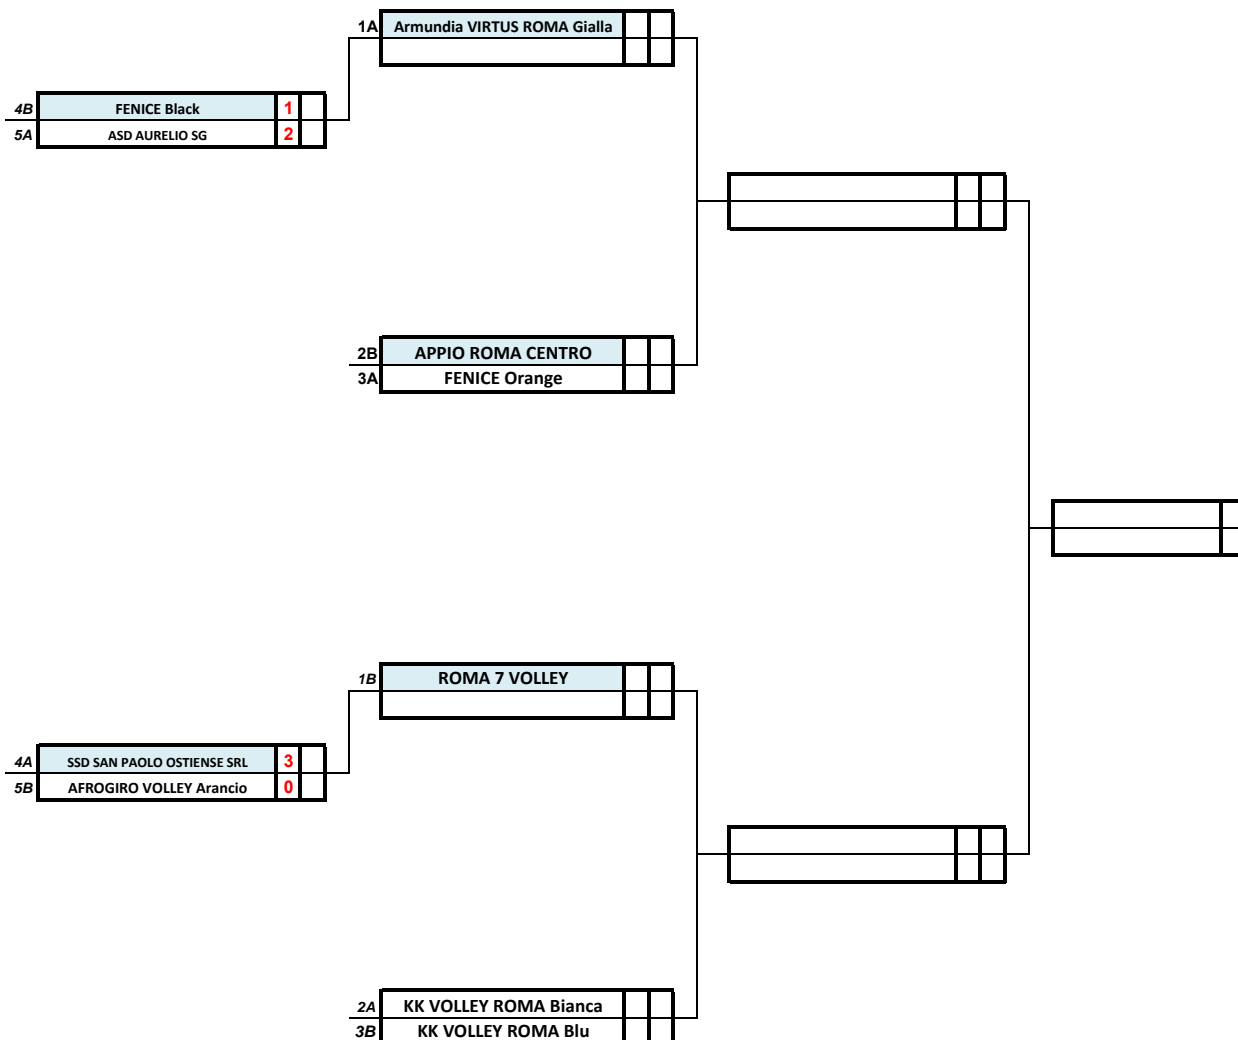 1A Armundia VIRTUS ROMA Gialla
4B FENICE Black 1
5A ASD AURELIO SG 2
2B APPIO ROMA CENTRO
3A FENICE Orange
1B ROMA 7 VOLLEY
4A SSD SAN PAOLO OSTIENSE SRL 3
5B AFROGIRO VOLLEY Arancio 0
2A KK VOLLEY ROMA Bianca
3B KK VOLLEY ROMA Blu